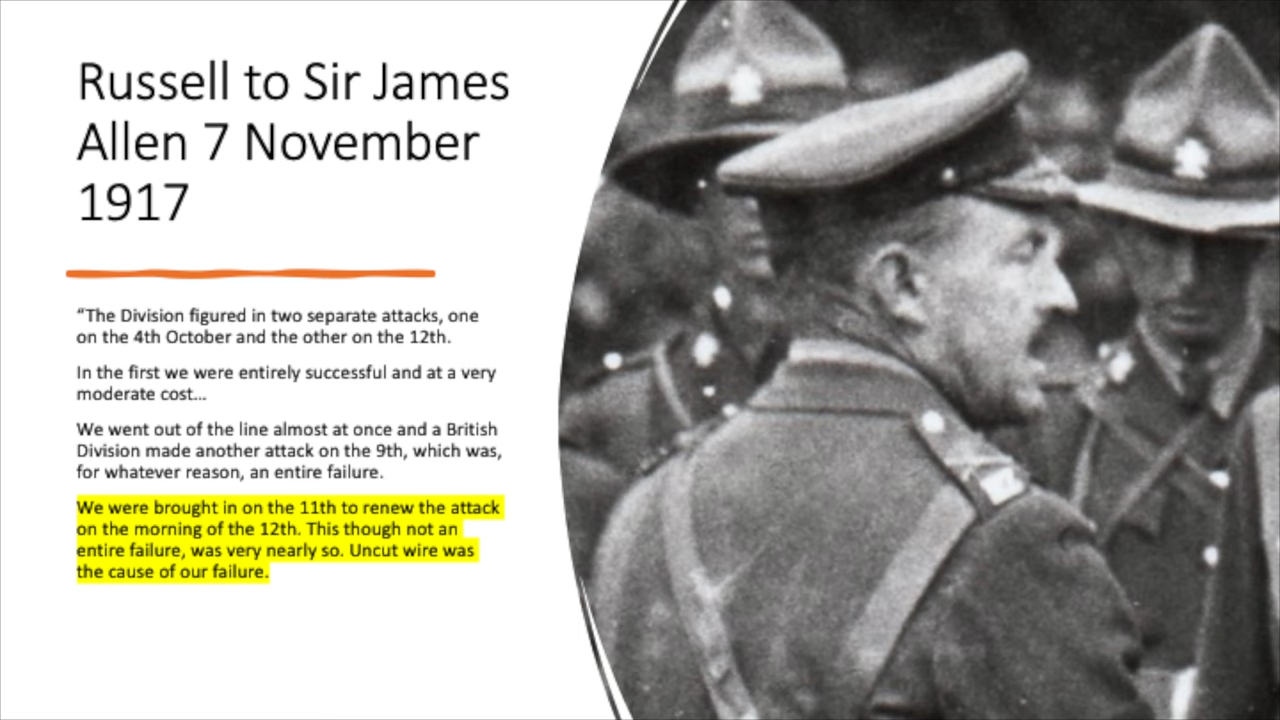 Russell to Sir James
Allen 7 November
1917
“The Division figured in two separate attacks, one
on the 4th October and the other on the 12th.
In the first we were entirely successful and at a very
moderate cost...
We went out of the line almost at once and a British
Division made another attack on the 9th, which was,
for whatever reason, an entire failure.
We were brought in on the 11th to renew the attack
on the morning of the 12th. This though not an
entire failure, was very nearly so. Uncut wire was
the cause of our failure.